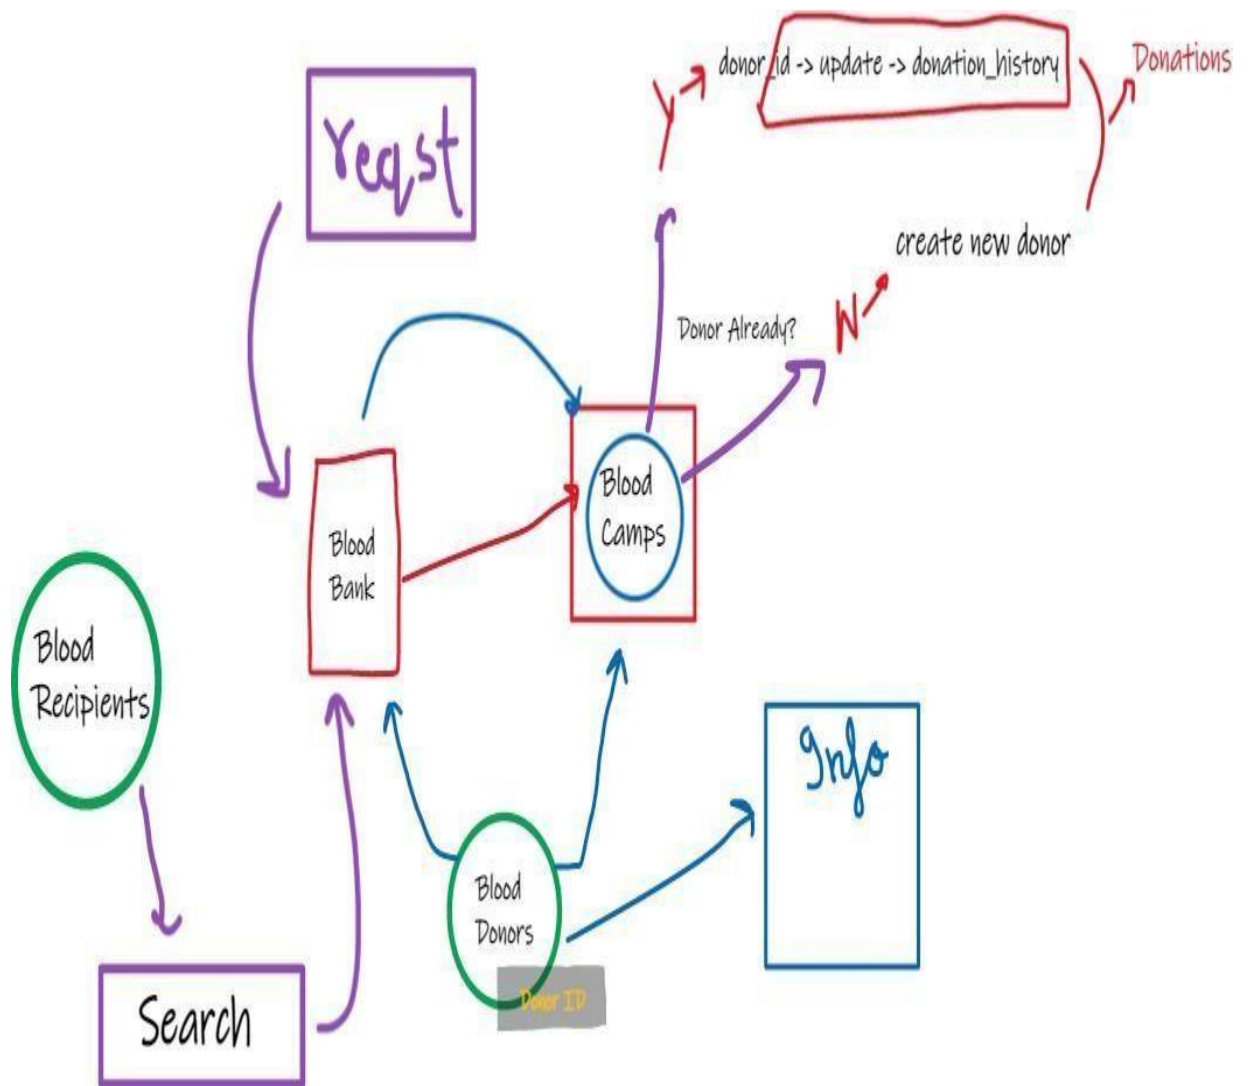 donor_id -> update -> donation_history
Donations
Y
reqst
create new donor
N
Donor Already?
Blood
Camps
Blood
Bank
Blood
Recipients
Info
Blood
Donors
Donor ID
Search